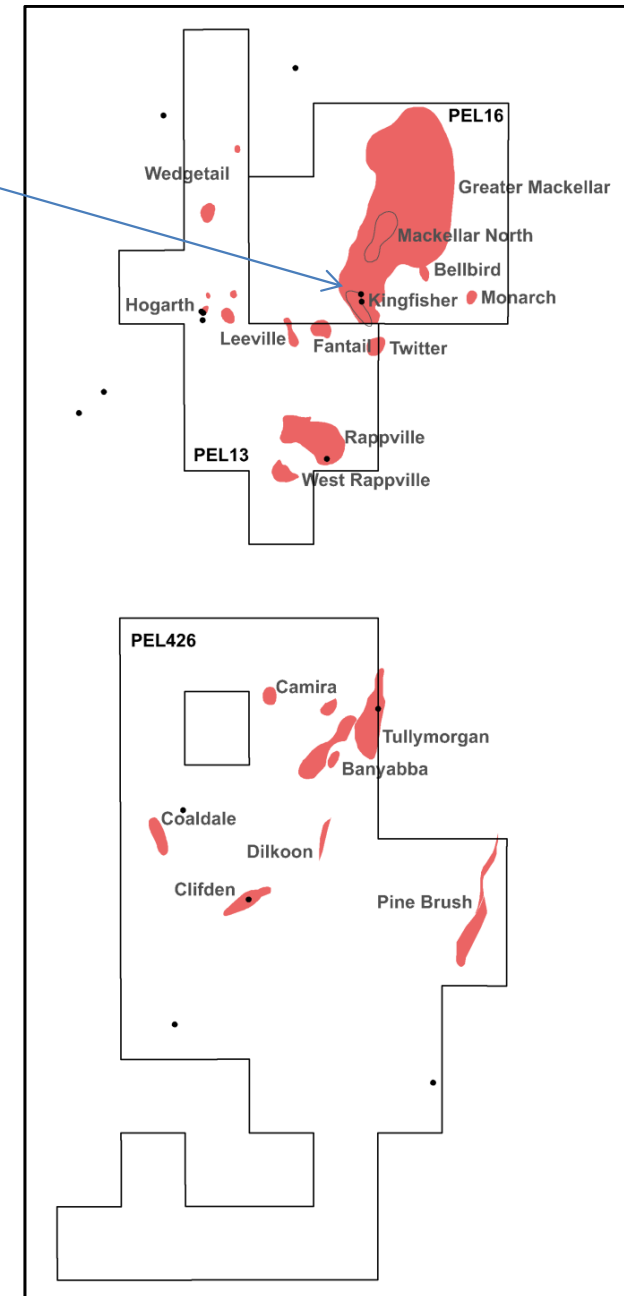 PEL16
Wedgetail
Greater Mackellar
Mackellar North
Bellbird
Hogarth
Kingfisher
Monarch
Leeville
Fantail
Twitter
Rappville
PEL13
West Rappville
PEL426
Camira
Tullymorgan
Banyabba
Coaldale
Dilkoon
Clifden
Pine Brush